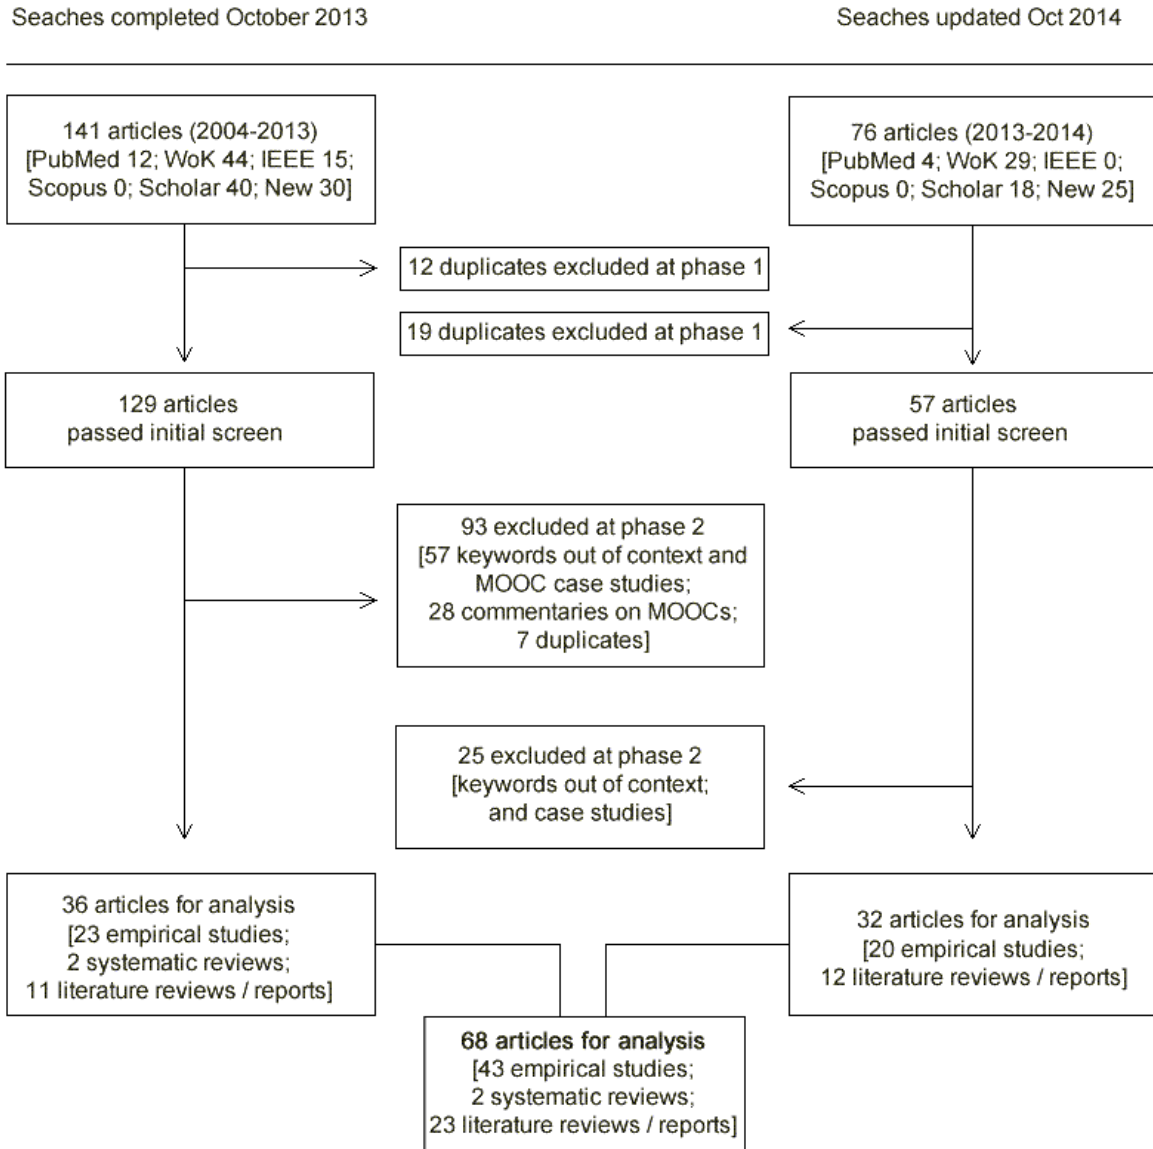 Seaches completed October 2013
Seaches updated Oct 2014
141 articles (2004-2013)
[PubMed 12; WoK 44; IEEE 15;
Scopus 0; Scholar 40; New 30]
76 articles (2013-2014)
[PubMed 4; WoK 29; IEEE 0;
Scopus 0; Scholar 18; New 25]
12 duplicates excluded at phase 1
19 duplicates excluded at phase 1
129 articles
passed initial screen
57 articles
passed initial screen
93 excluded at phase 2
[57 keywords out of context and
MOOC case studies;
28 commentaries on MOOCs;
7 duplicates]
25 excluded at phase 2
[keywords out of context;
and case studies]
36 articles for analysis
[23 empirical studies;
2 systematic reviews;
11 literature reviews / reports]
32 articles for analysis
[20 empirical studies;
12 literature reviews / reports]
68 articles for analysis
[43 empirical studies;
2 systematic reviews;
23 literature reviews / reports]